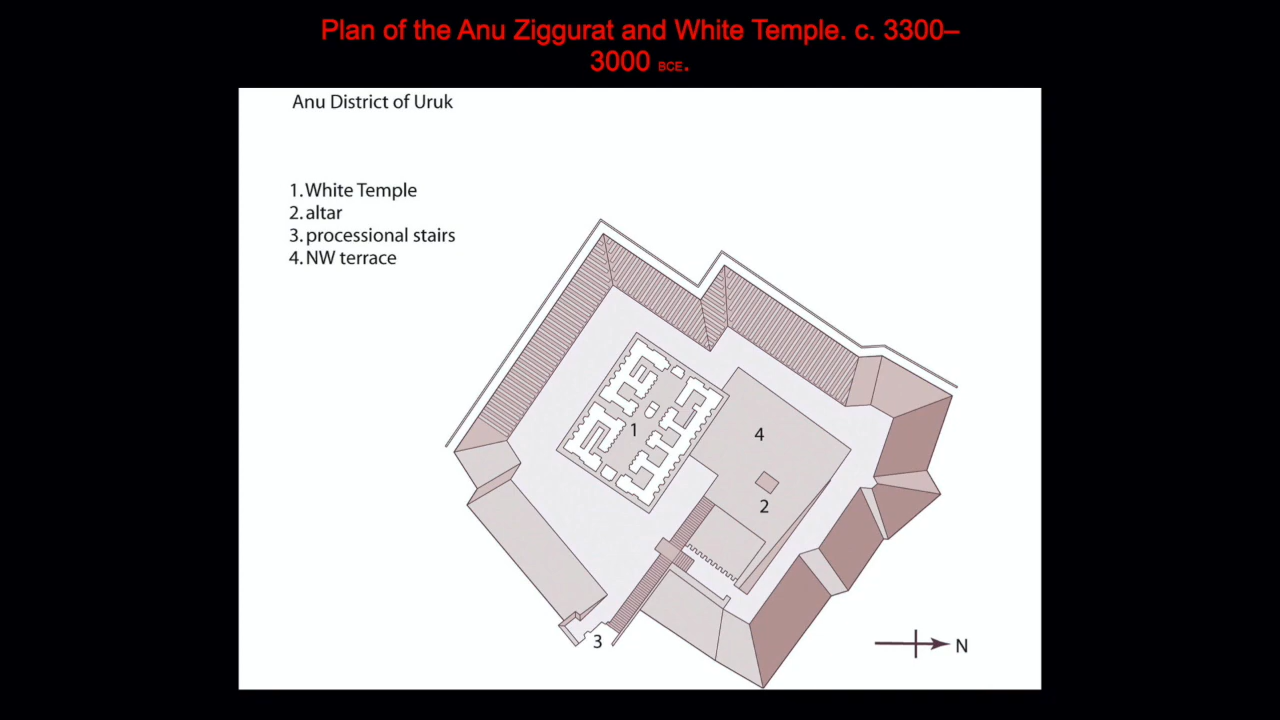 Plan of the Anu Ziggurat and White Temple. c. 3300–
3000 BCE.
Anu District of Uruk
1. White Temple
2. altar
3. processional stairs
4. NW terrace
1
4
2
3
N